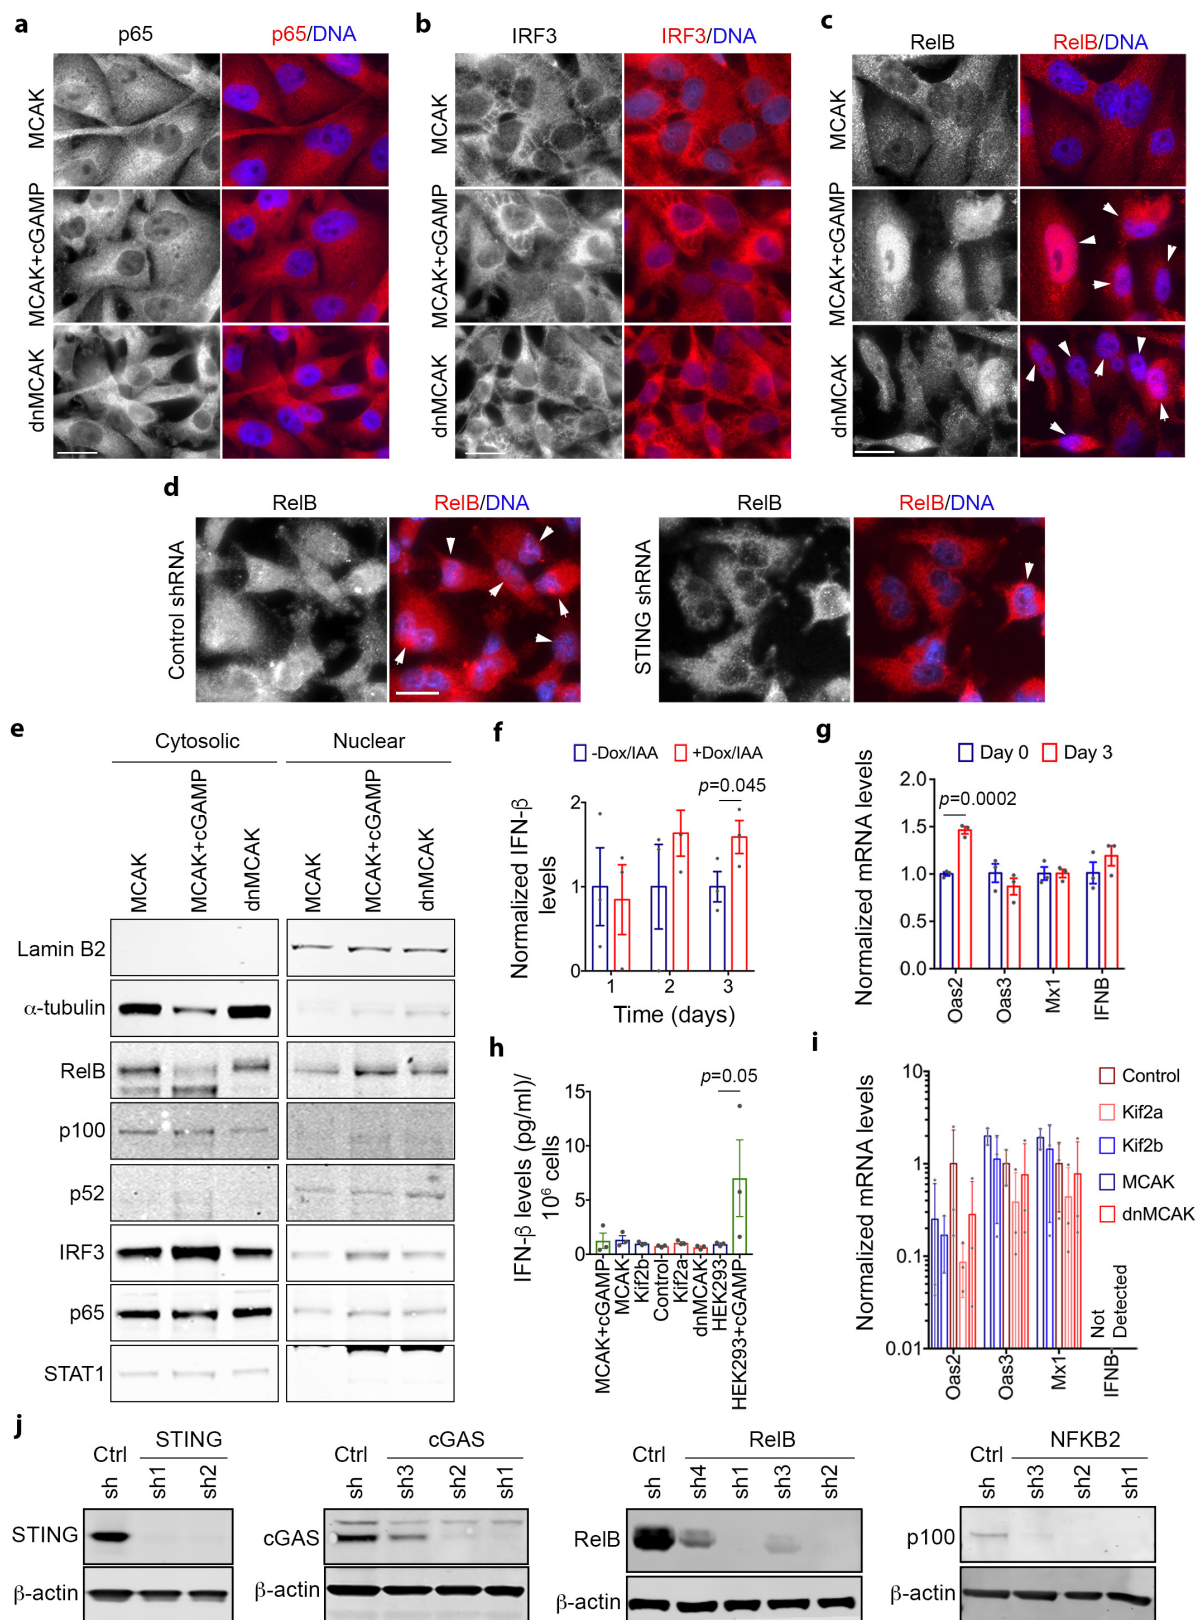 a
p65
p65/DNA
MCAK
MCAK+cGAMP
dnMCAK
b
IRF3
IRF3/DNA
MCAK
MCAK+cGAMP
dnMCAK
c
RelB
RelB/DNA
MCAK
MCAK+cGAMP
dnMCAK
d
RelB
RelB/DNA
Control shRNA
RelB
RelB/DNA
STING shRNA
e
Cytosolic
Nuclear
MCAK
MCAK+cGAMP
dnMCAK
MCAK
MCAK+cGAMP
dnMCAK
Lamin B2
α-tubulin
RelB
p100
p52
IRF3
p65
STAT1
f
-Dox/IAA
+Dox/IAA
p=0.045
Normalized IFN-β
levels
2
1
0
1
2
3
Time (days)
g
Day 0
Day 3
p=0.0002
Normalized mRNA levels
2.0
1.5
1.0
0.5
0.0
Oas2
Oas3
Mx1
IFNB
h
p=0.05
IFN-β levels (pg/ml)/
10⁶ cells
15
10
5
0
MCAK+cGAMP
MCAK
Kif2b
Control
Kif2a
dnMCAK
HEK293
HEK293+cGAMP
i
Normalized mRNA levels
10
1
0.1
0.01
Control
Kif2a
Kif2b
MCAK
dnMCAK
Not
Detected
Oas2
Oas3
Mx1
IFNB
j
Ctrl
STING
sh
sh1
sh2
STING
β-actin
Ctrl
cGAS
sh
sh3
sh2
sh1
cGAS
β-actin
Ctrl
RelB
sh
sh4
sh1
sh3
sh2
RelB
β-actin
Ctrl
NFKB2
sh
sh3
sh2
sh1
p100
β-actin